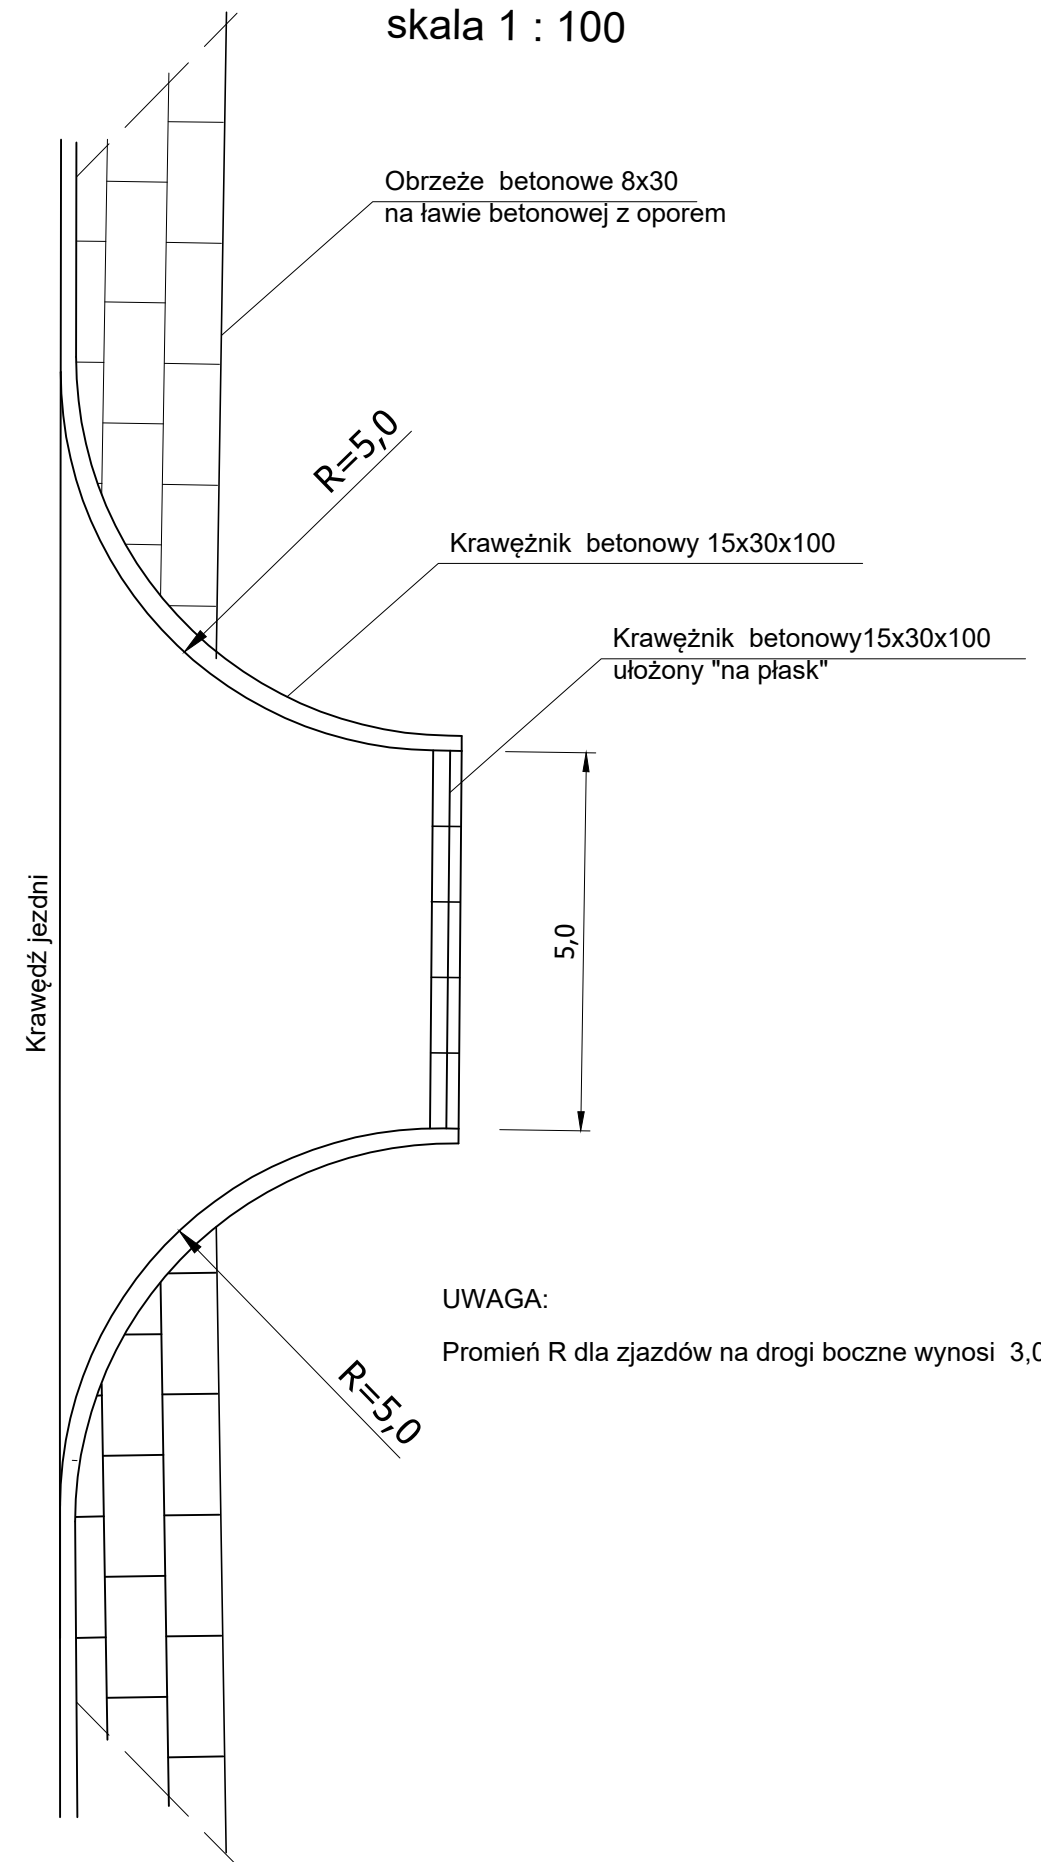 skala 1 : 100
Obrzeże betonowe 8x30
na ławie betonowej z oporem
R=5,0
Krawężnik betonowy 15x30x100
Krawężnik betonowy15x30x100
ułożony "na płask"
5,0
Krawędź jezdni
UWAGA:
Promień R dla zjazdów na drogi boczne wynosi 3,0
R=5,0